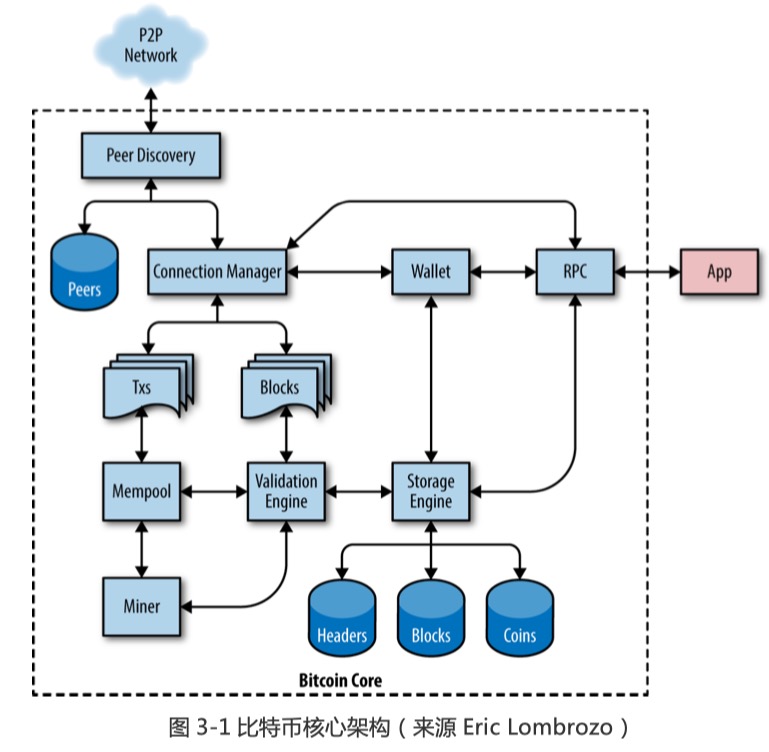 P2P
Network
Peer Discovery
Peers
Connection Manager
Wallet
RPC
App
Txs
Blocks
Mempool
Validation
Engine
Storage
Engine
Miner
Headers
Blocks
Coins
Bitcoin Core
图 3-1 比特币核心架构（来源 Eric Lombrozo）